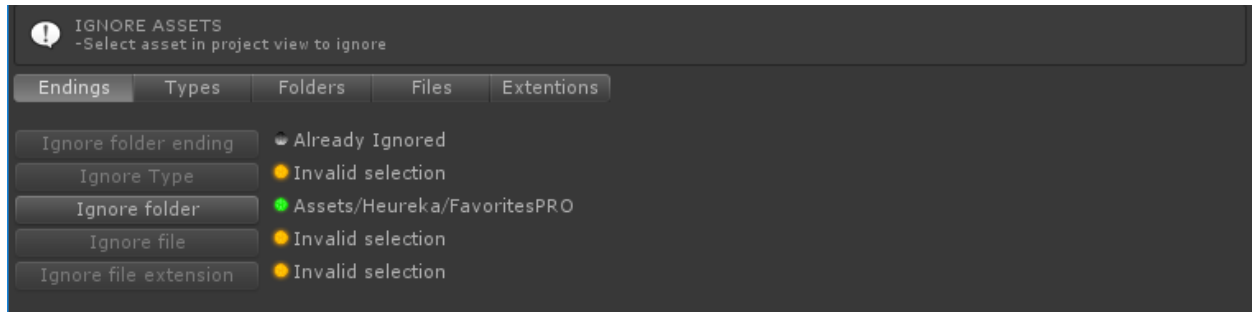 IGNORE ASSETS
-Select asset in project view to ignore
Endings Types Folders Files Extentions
Ignore folder ending Already Ignored
Ignore Type Invalid selection
Ignore folder Assets/Heureka/FavoritesPRO
Ignore file Invalid selection
Ignore file extension Invalid selection